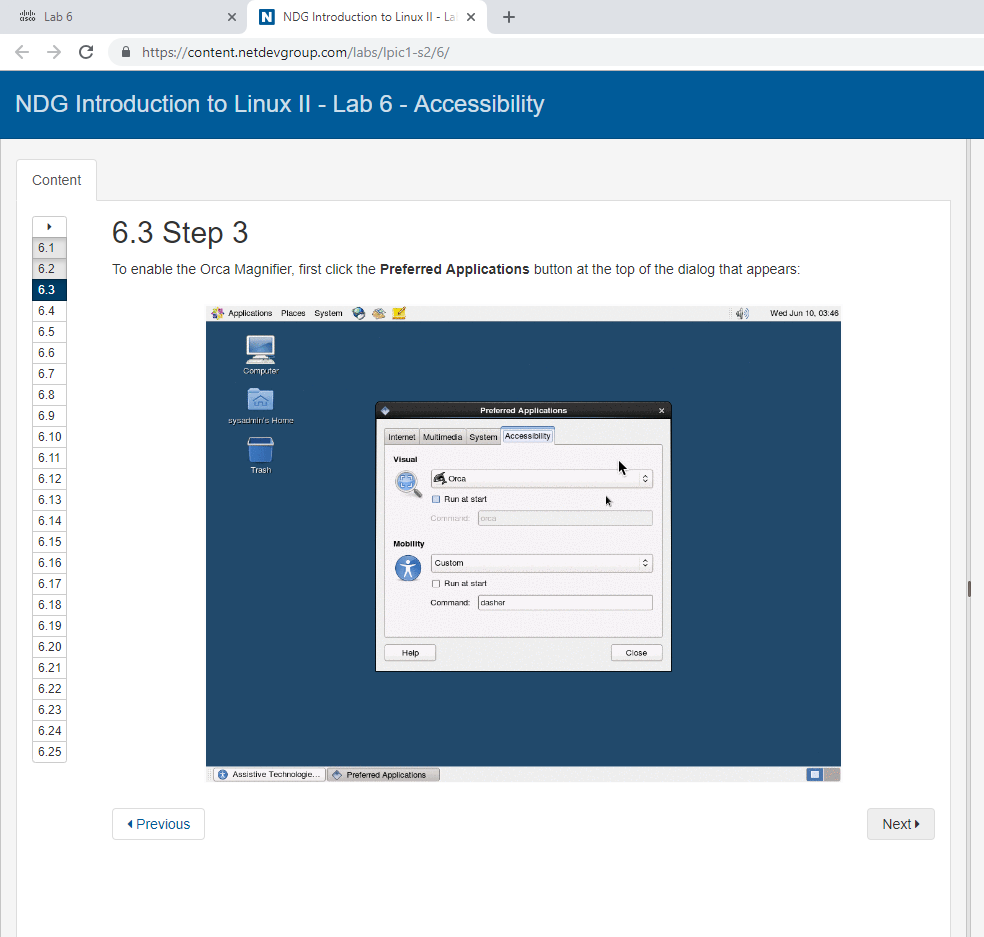 Lab 6
NDG Introduction to Linux II - La
https://content.netdevgroup.com/labs/lpic1-s2/6/
NDG Introduction to Linux II - Lab 6 - Accessibility
Content
6.1
6.2
6.3
6.4
6.5
6.6
6.7
6.8
6.9
6.10
6.11
6.12
6.13
6.14
6.15
6.16
6.17
6.18
6.19
6.20
6.21
6.22
6.23
6.24
6.25
6.3 Step 3
To enable the Orca Magnifier, first click the Preferred Applications button at the top of the dialog that appears:
Applications Places System
Wed Jun 10, 03:46
Computer
sysadmin's Home
Trash
Preferred Applications
Internet Multimedia System Accessibility
Visual
Orca
Run at start
Command: orca
Mobility
Custom
Run at start
Command: dasher
Help
Close
Assistive Technologie...
Preferred Applications
Previous
Next